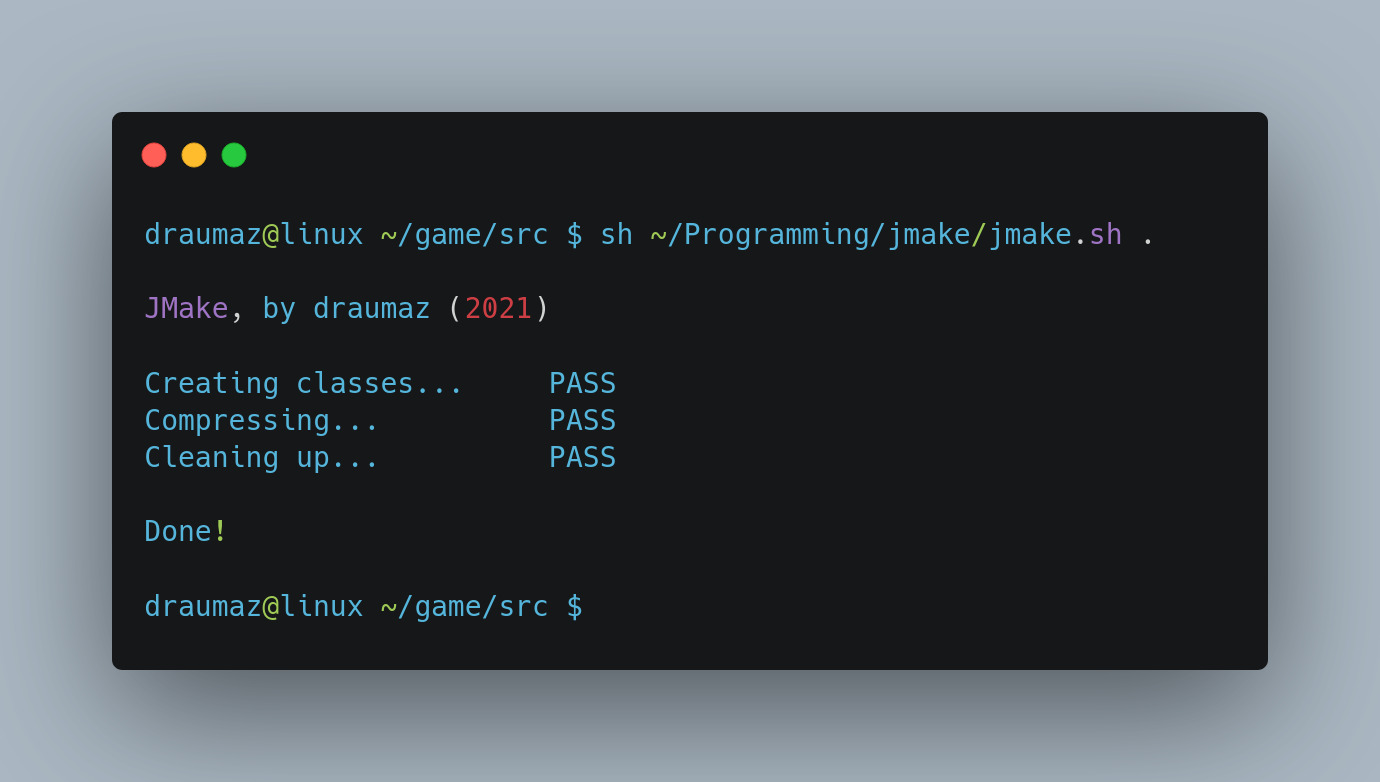 draumaz@linux ~/game/src $ sh ~/Programming/jmake/jmake.sh .
JMake, by draumaz (2021)
Creating classes...     PASS
Compressing...          PASS
Cleaning up...          PASS
Done!
draumaz@linux ~/game/src $